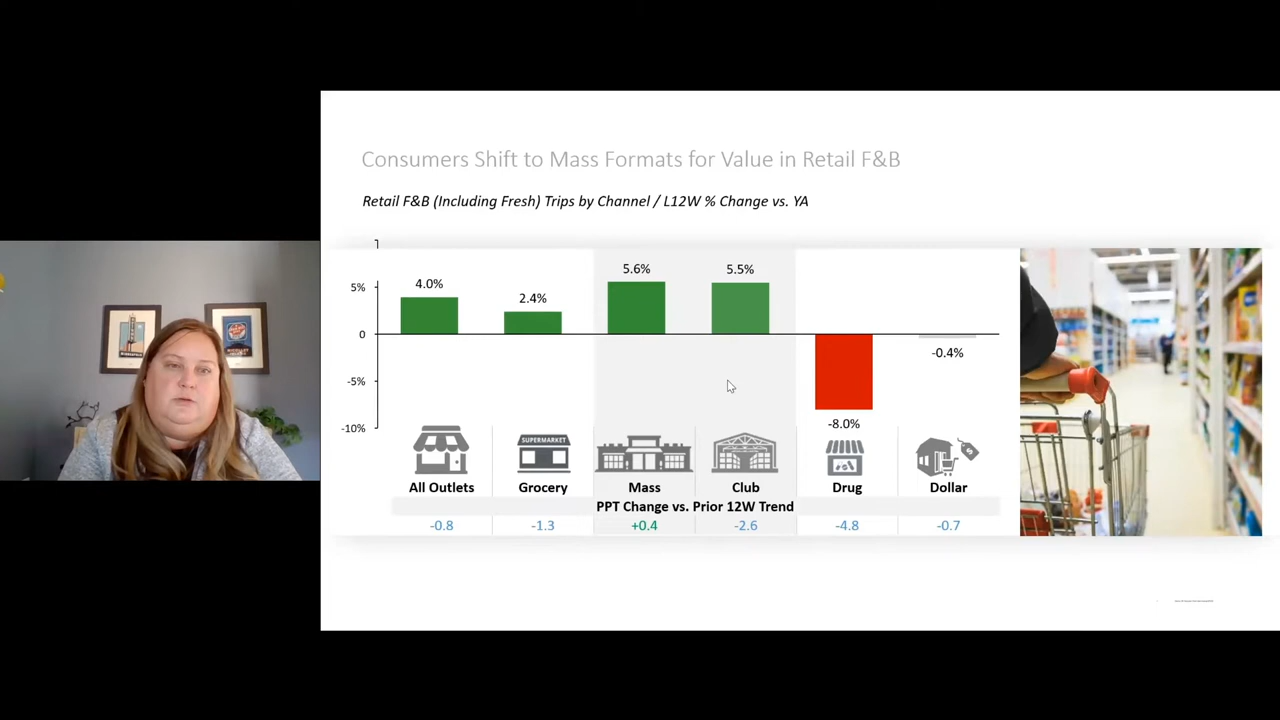 Consumers Shift to Mass Formats for Value in Retail F&B
Retail F&B (Including Fresh) Trips by Channel / L12W % Change vs. YA
5%
0
-5%
-10%
4.0%
2.4%
5.6%
5.5%
-8.0%
-0.4%
SUPERMARKET
All Outlets
Grocery
Mass
Club
Drug
Dollar
PPT Change vs. Prior 12W Trend
-0.8
-1.3
+0.4
-2.6
-4.8
-0.7